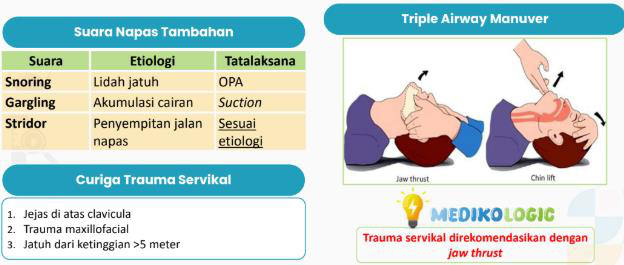 Suara Napas Tambahan
Suara Etiologi Tatalaksana
Snoring Lidah jatuh OPA
Gargling Akumulasi cairan Suction
Stridor Penyempitan jalan napas Sesuai etiologi
Curiga Trauma Servikal
1. Jejas di atas clavicula
2. Trauma maxillofacial
3. Jatuh dari ketinggian >5 meter
Triple Airway Manuver
Jaw thrust Chin lift
MEDIKOLOGIC
Trauma servikal direkomendasikan dengan
jaw thrust